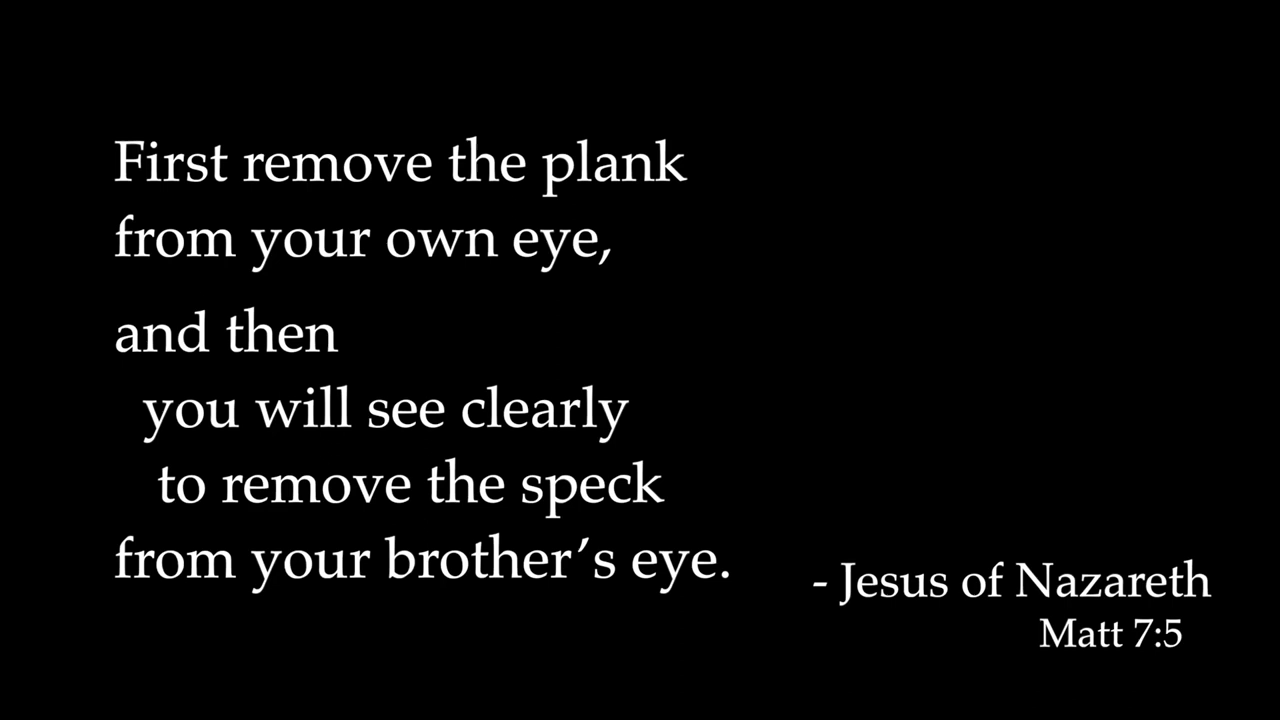 First remove the plank
from your own eye,
and then
you will see clearly
to remove the speck
from your brother’s eye.
- Jesus of Nazareth
Matt 7:5